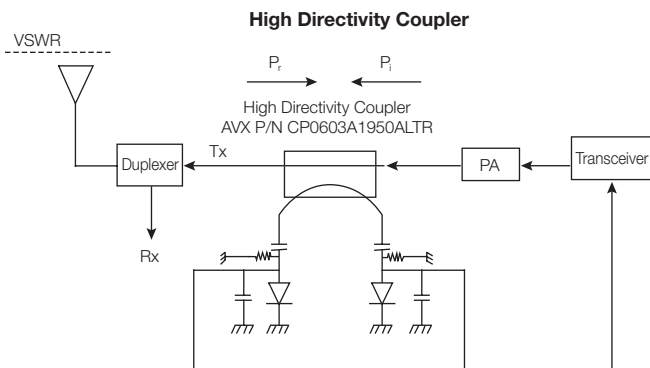 High Directivity Coupler
VSWR
Pr
Pi
High Directivity Coupler
AVX P/N CP0603A1950ALTR
Duplexer
Tx
PA
Transceiver
Rx